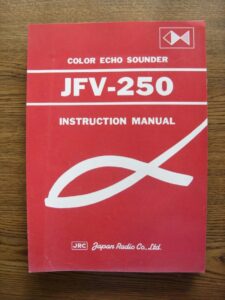 COLOR ECHO SOUNDER
JFV-250
INSTRUCTION MANUAL
JRC Japan Radio Co., Ltd.